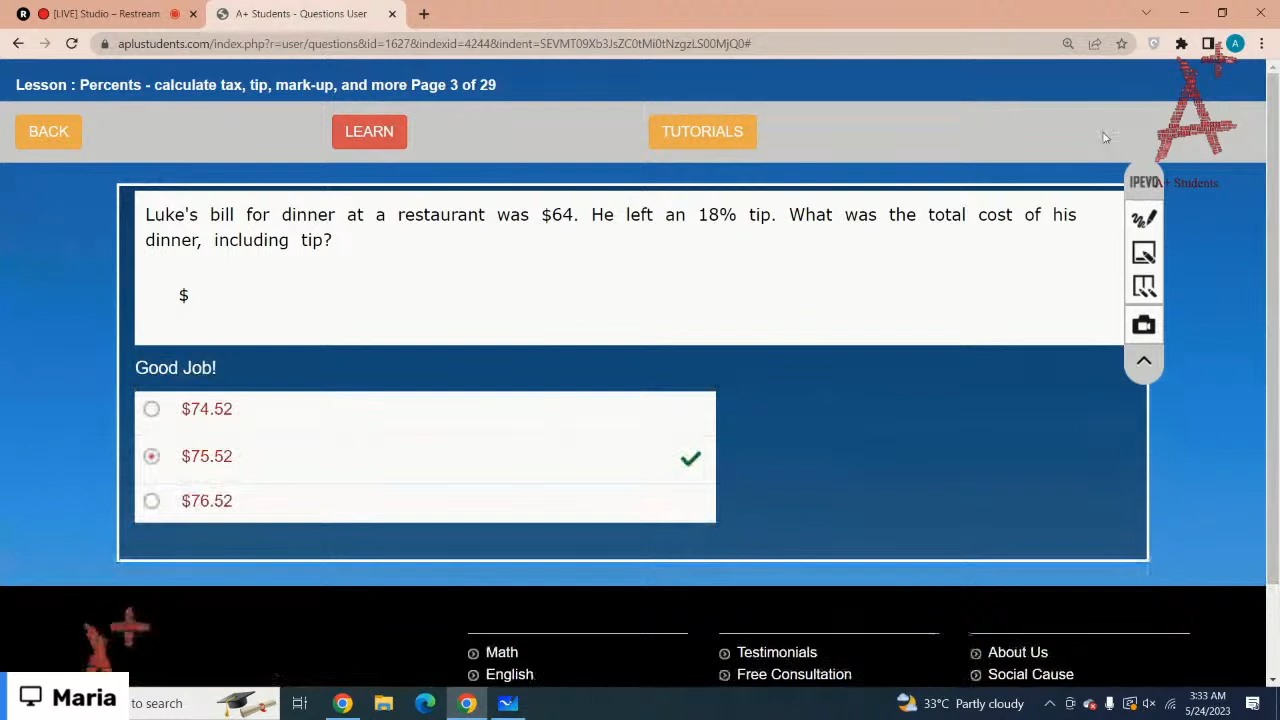 [LIVE] Studio – Restream
A+ Students - Questions User
aplustudents.com/index.php?r=user/questions&id=1627&indexid=4244&indent=SEVMT09Xb3JsZC0tMi0tNzgzLS00MjQ0#
A
Lesson : Percents - calculate tax, tip, mark-up, and more Page 3 of 29
BACK
LEARN
TUTORIALS
IPEVO
A+ Students
Luke's bill for dinner at a restaurant was $64. He left an 18% tip. What was the total cost of his
dinner, including tip?
$
Good Job!
$74.52
$75.52
$76.52
Math
Testimonials
About Us
English
Free Consultation
Social Cause
Maria
to search
33°C Partly cloudy
3:33 AM
5/24/2023